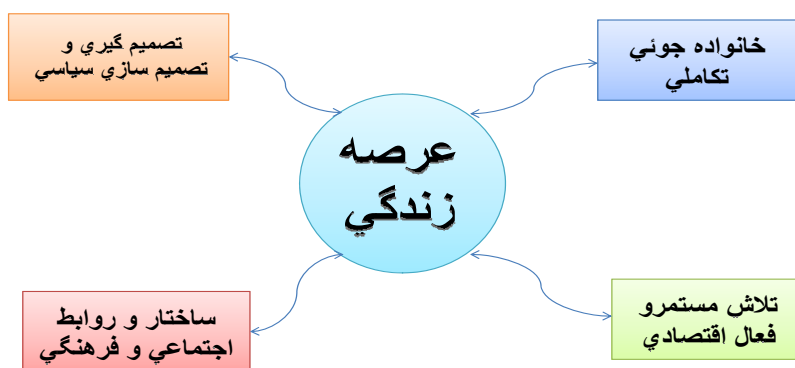 خانواده جوئي
تكاملي
تصميم گيري و
تصميم سازي سياسي
عرصه
زندگي
تلاش مستمرو
فعال اقتصادي
ساختار و روابط
اجتماعي و فرهنگي